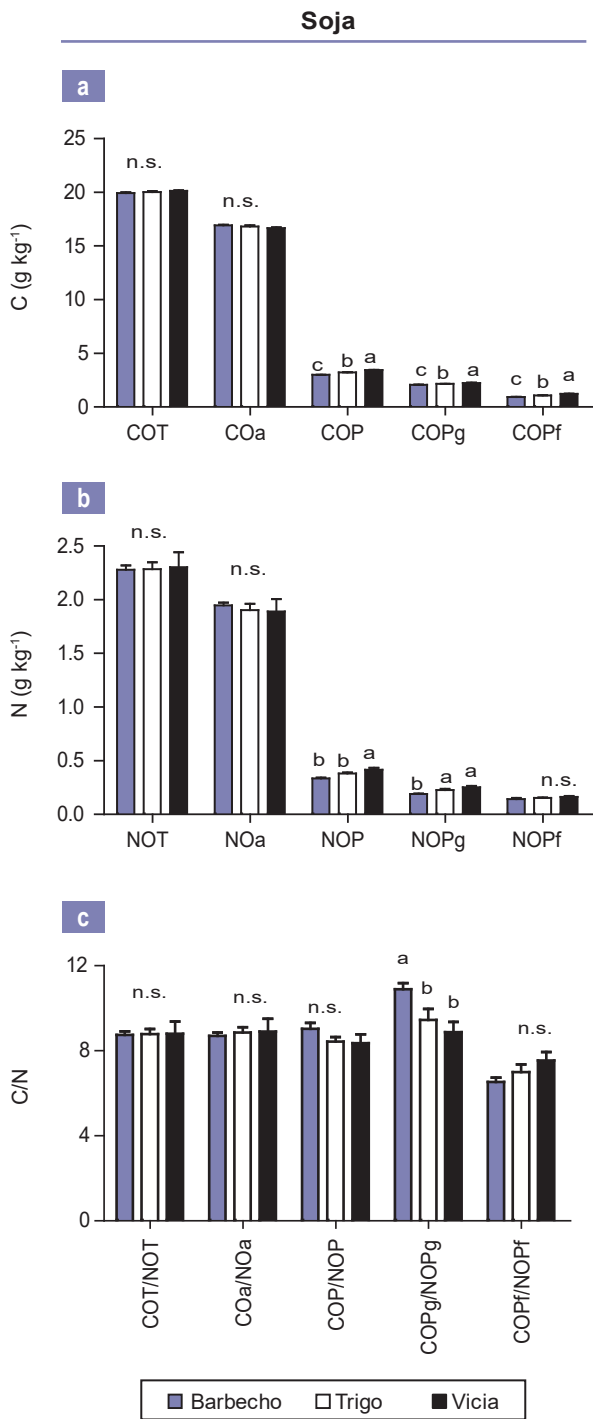 Soja
a
25
20
15
10
5
0
C (g kg⁻¹)
n.s.
n.s.
c b a
c b a
c b a
COT COa COP COPg COPf
b
2.5
2.0
1.5
1.0
0.5
0.0
N (g kg⁻¹)
n.s.
n.s.
b b a
b a a
n.s.
NOT NOa NOP NOPg NOPf
c
12
8
4
0
C/N
n.s.
n.s.
n.s.
a b b
n.s.
COT/NOT
COa/NOa
COP/NOP
COPg/NOPg
COPf/NOPf
Barbecho Trigo Vicia